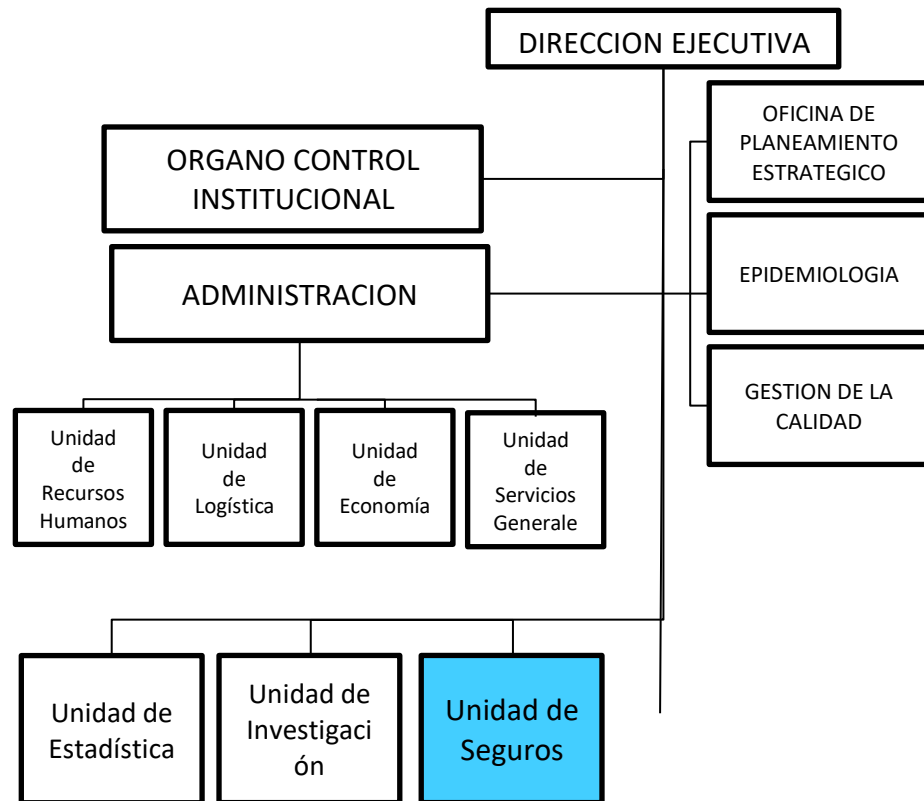 DIRECCION EJECUTIVA
OFICINA DE
PLANEAMIENTO
ESTRATEGICO
ORGANO CONTROL
INSTITUCIONAL
EPIDEMIOLOGIA
ADMINISTRACION
GESTION DE LA
CALIDAD
Unidad
de
Recursos
Humanos
Unidad
de
Logística
Unidad
de
Economía
Unidad
de
Servicios
Generale
Unidad de
Estadística
Unidad de
Investigaci
ón
Unidad de
Seguros